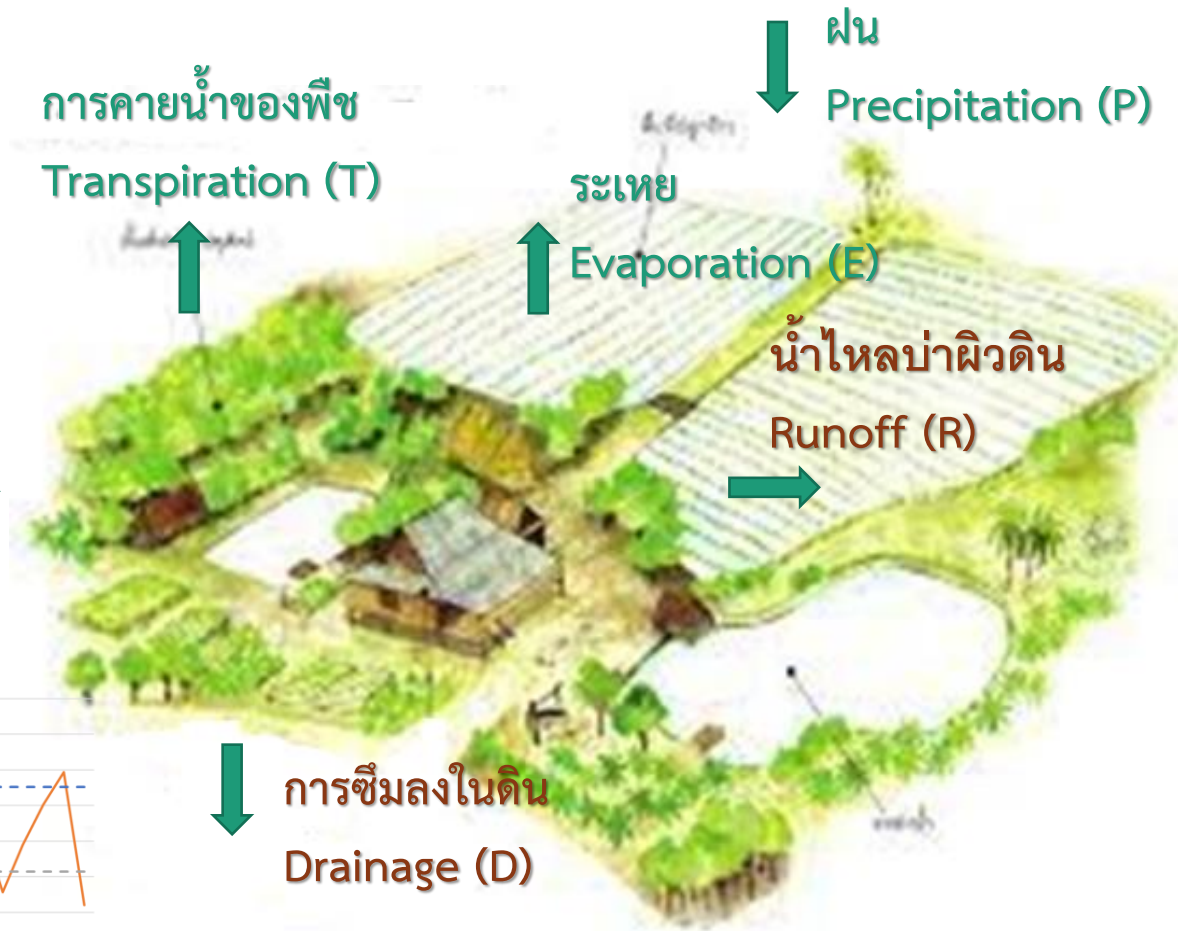 ฝน
Precipitation (P)
การคายน้ำของพืช
Transpiration (T)
ระเหย
Evaporation (E)
น้ำไหลบ่าผิวดิน
Runoff (R)
การซึมลงในดิน
Drainage (D)